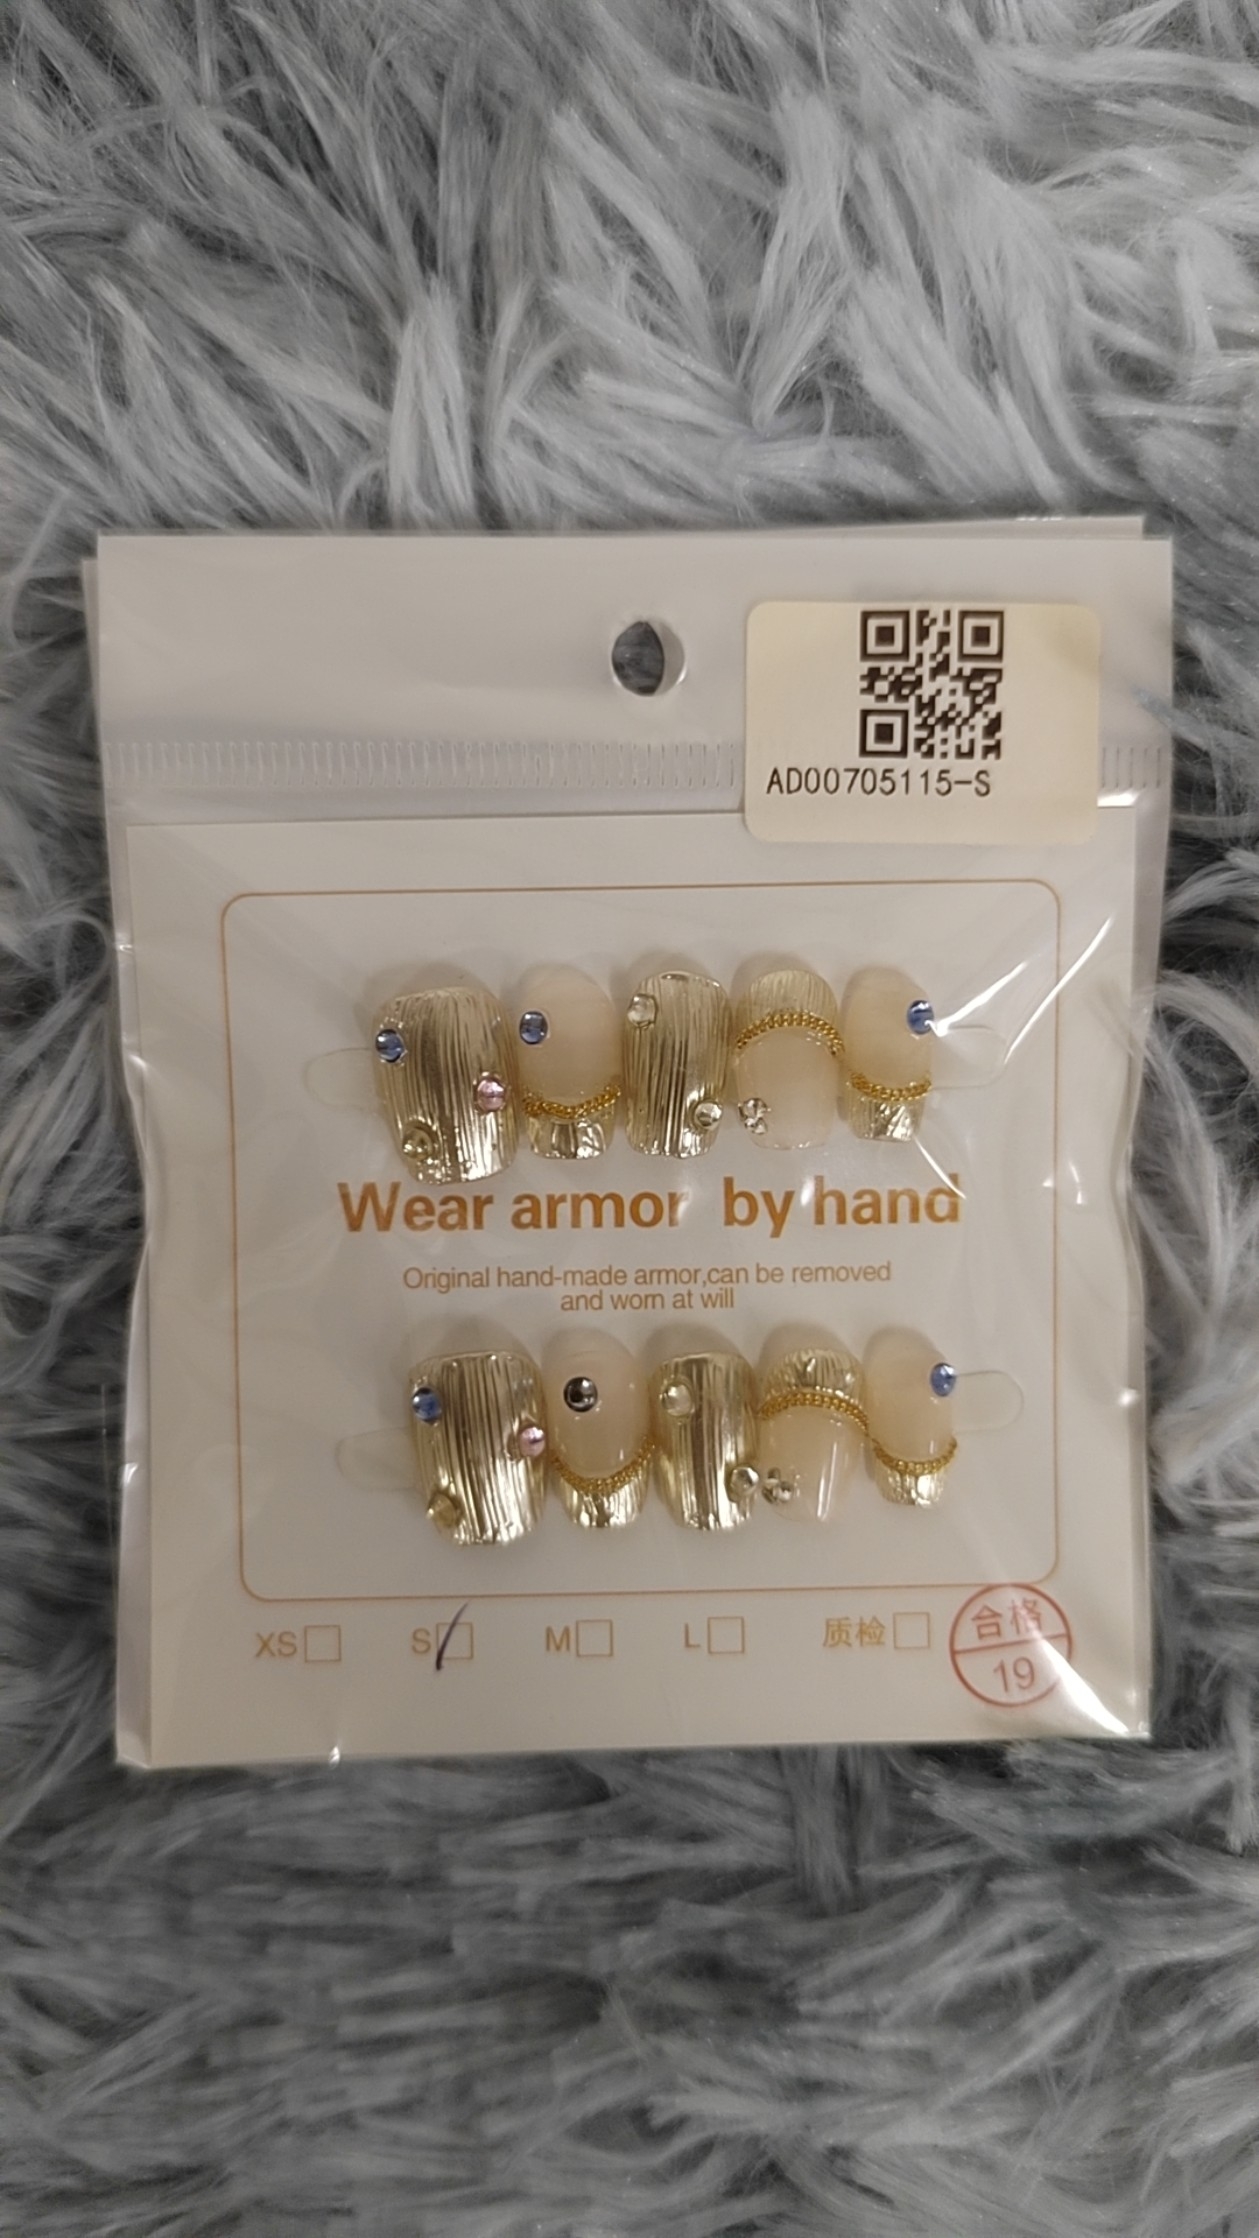 AD00705115-S
Wear armor by hand
Original hand-made armor,can be removed
and worn at will
XS S M L 质检
合格
19